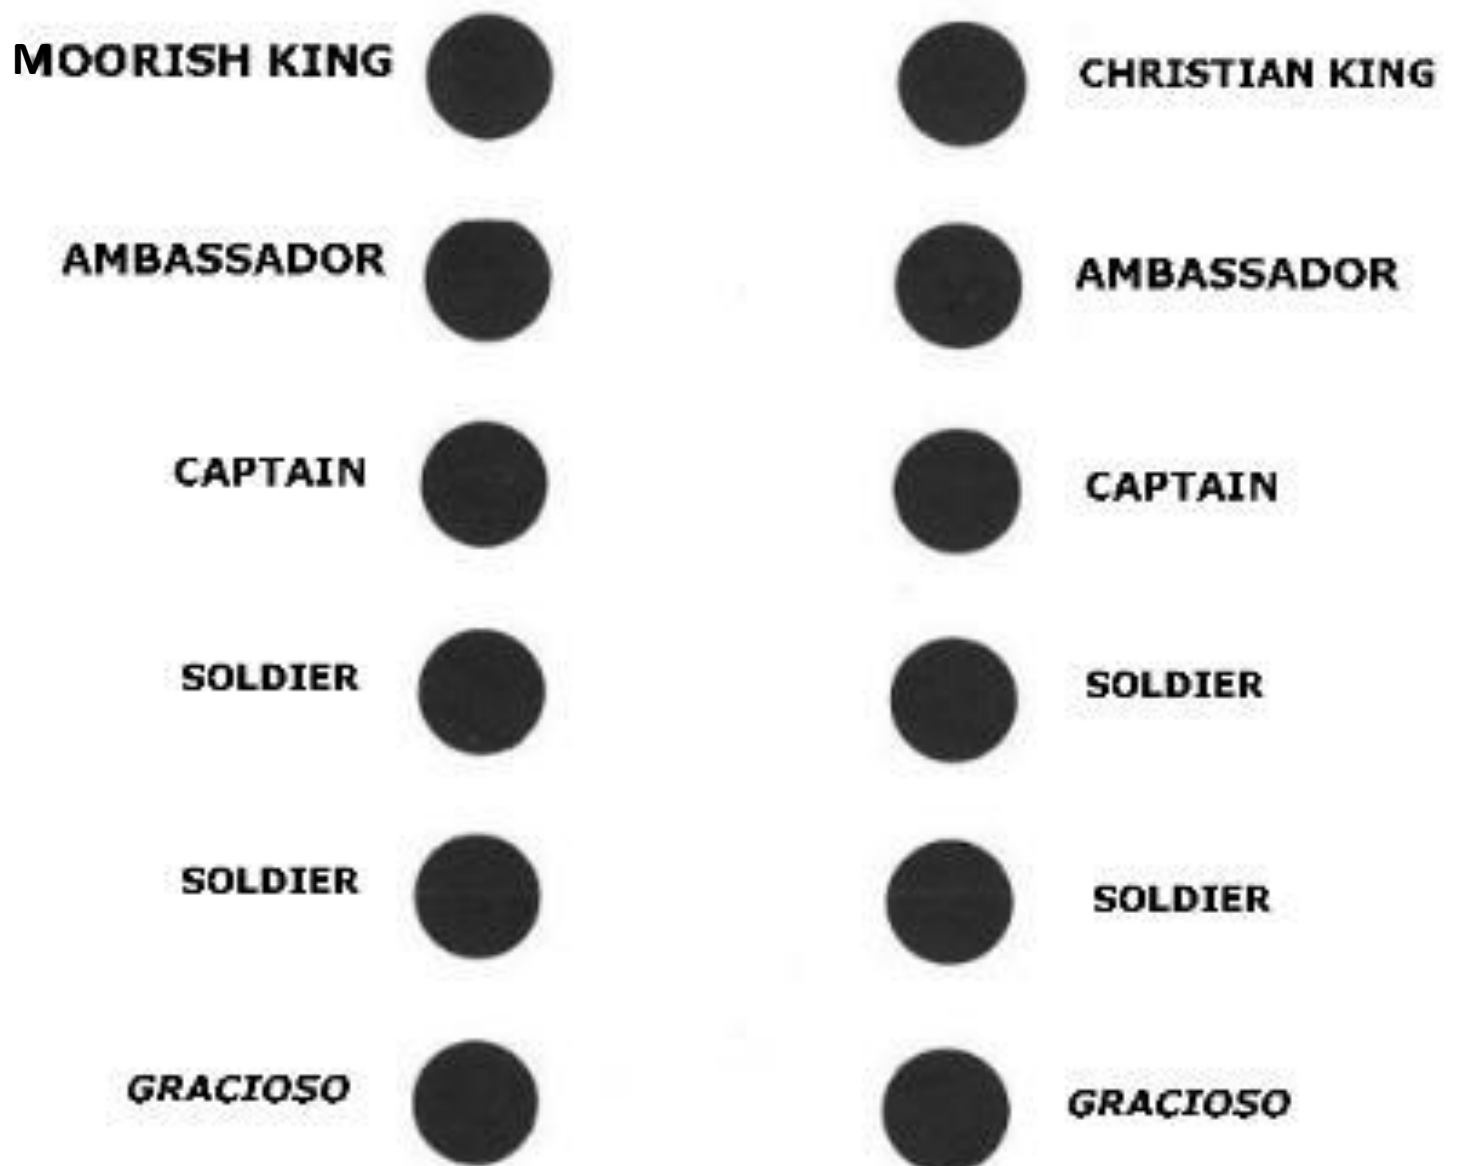 MOORISH KING CHRISTIAN KING
AMBASSADOR AMBASSADOR
CAPTAIN CAPTAIN
SOLDIER SOLDIER
SOLDIER SOLDIER
GRACIOSO GRACIOSO